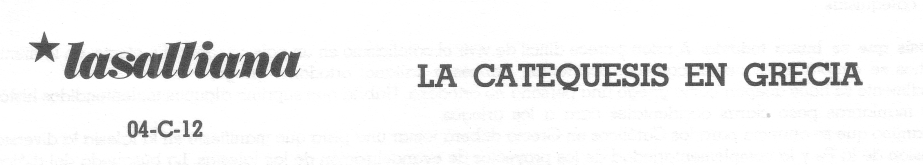 ★lasalliana LA CATEQUESIS EN GRECIA
04-C-12